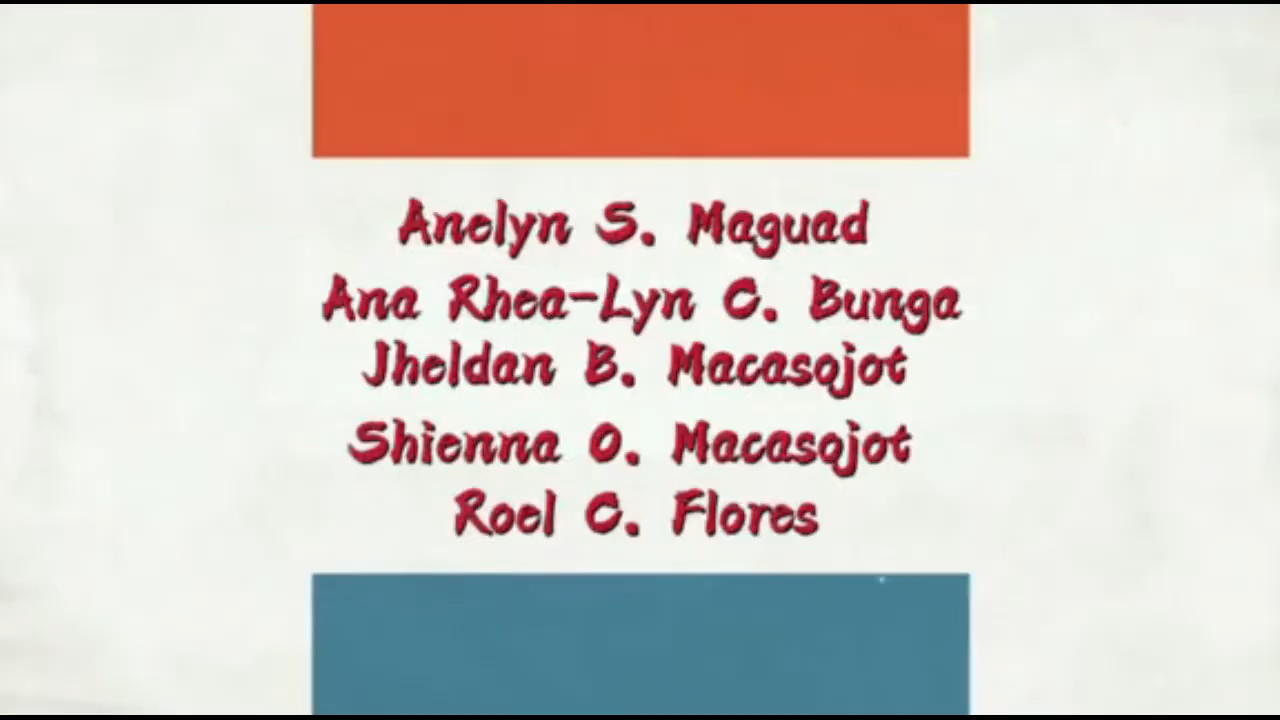 Anelyn S. Maguad
Ana Rhea-Lyn C. Bunga
Jheldan B. Macasojot
Shienna O. Macasojot
Roel C. Flores